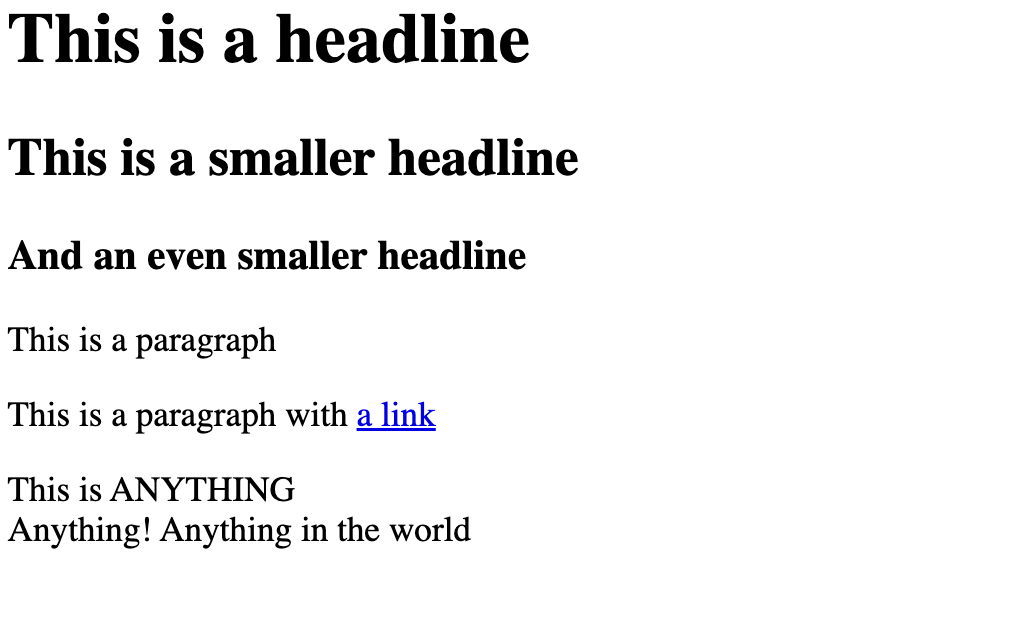 This is a headline
This is a smaller headline
And an even smaller headline
This is a paragraph
This is a paragraph with a link
This is ANYTHING
Anything! Anything in the world